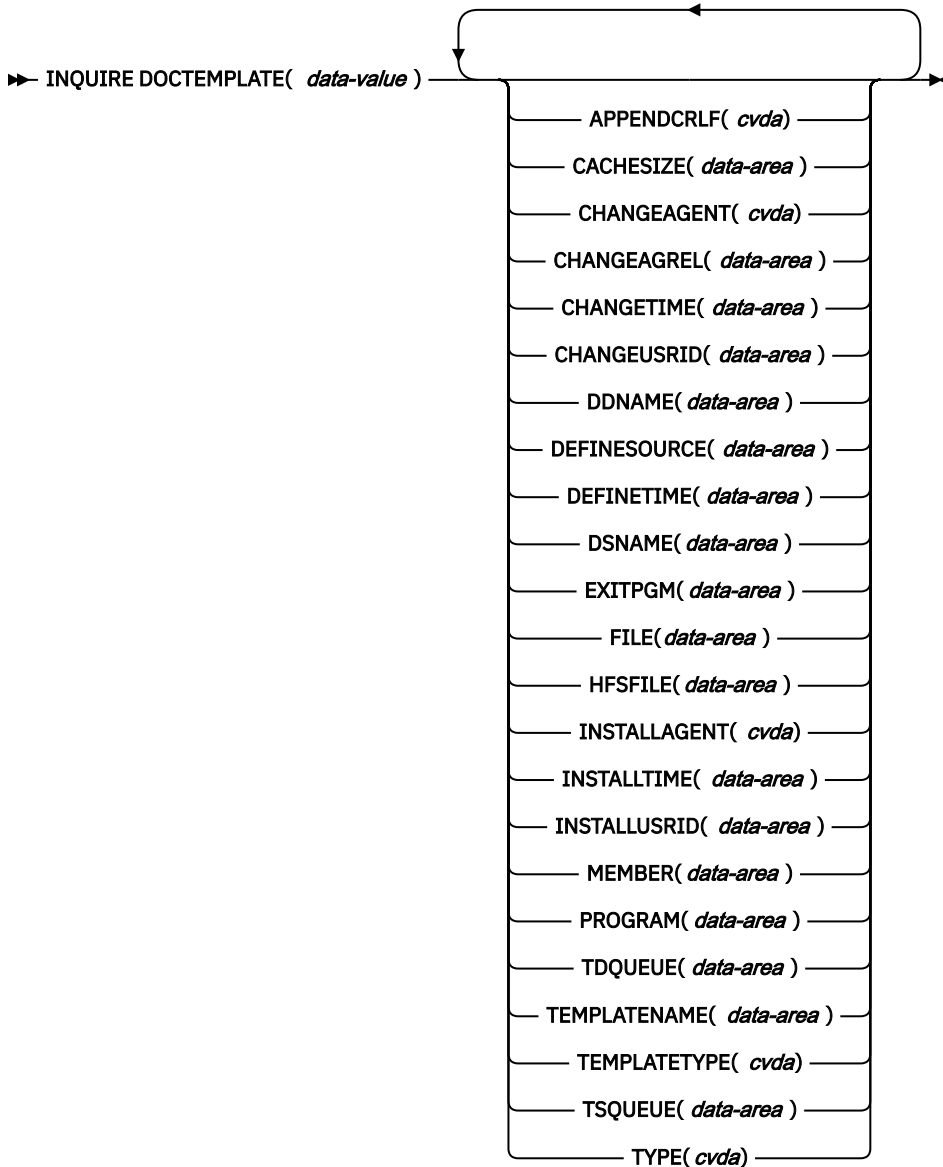 INQUIRE DOCTEMPLATE( data-value )
APPENDCRLF( cvda)
CACHESIZE( data-area )
CHANGEAGENT( cvda)
CHANGEAGREL( data-area )
CHANGETIME( data-area )
CHANGEUSRID( data-area )
DDNAME( data-area )
DEFINESOURCE( data-area )
DEFINETIME( data-area )
DSNAME( data-area )
EXITPGM( data-area )
FILE(data-area )
HFSFILE( data-area )
INSTALLAGENT( cvda)
INSTALLTIME( data-area )
INSTALLUSRID( data-area )
MEMBER( data-area )
PROGRAM( data-area )
TDQUEUE( data-area )
TEMPLATENAME( data-area )
TEMPLATETYPE( cvda)
TSQUEUE( data-area )
TYPE( cvda)